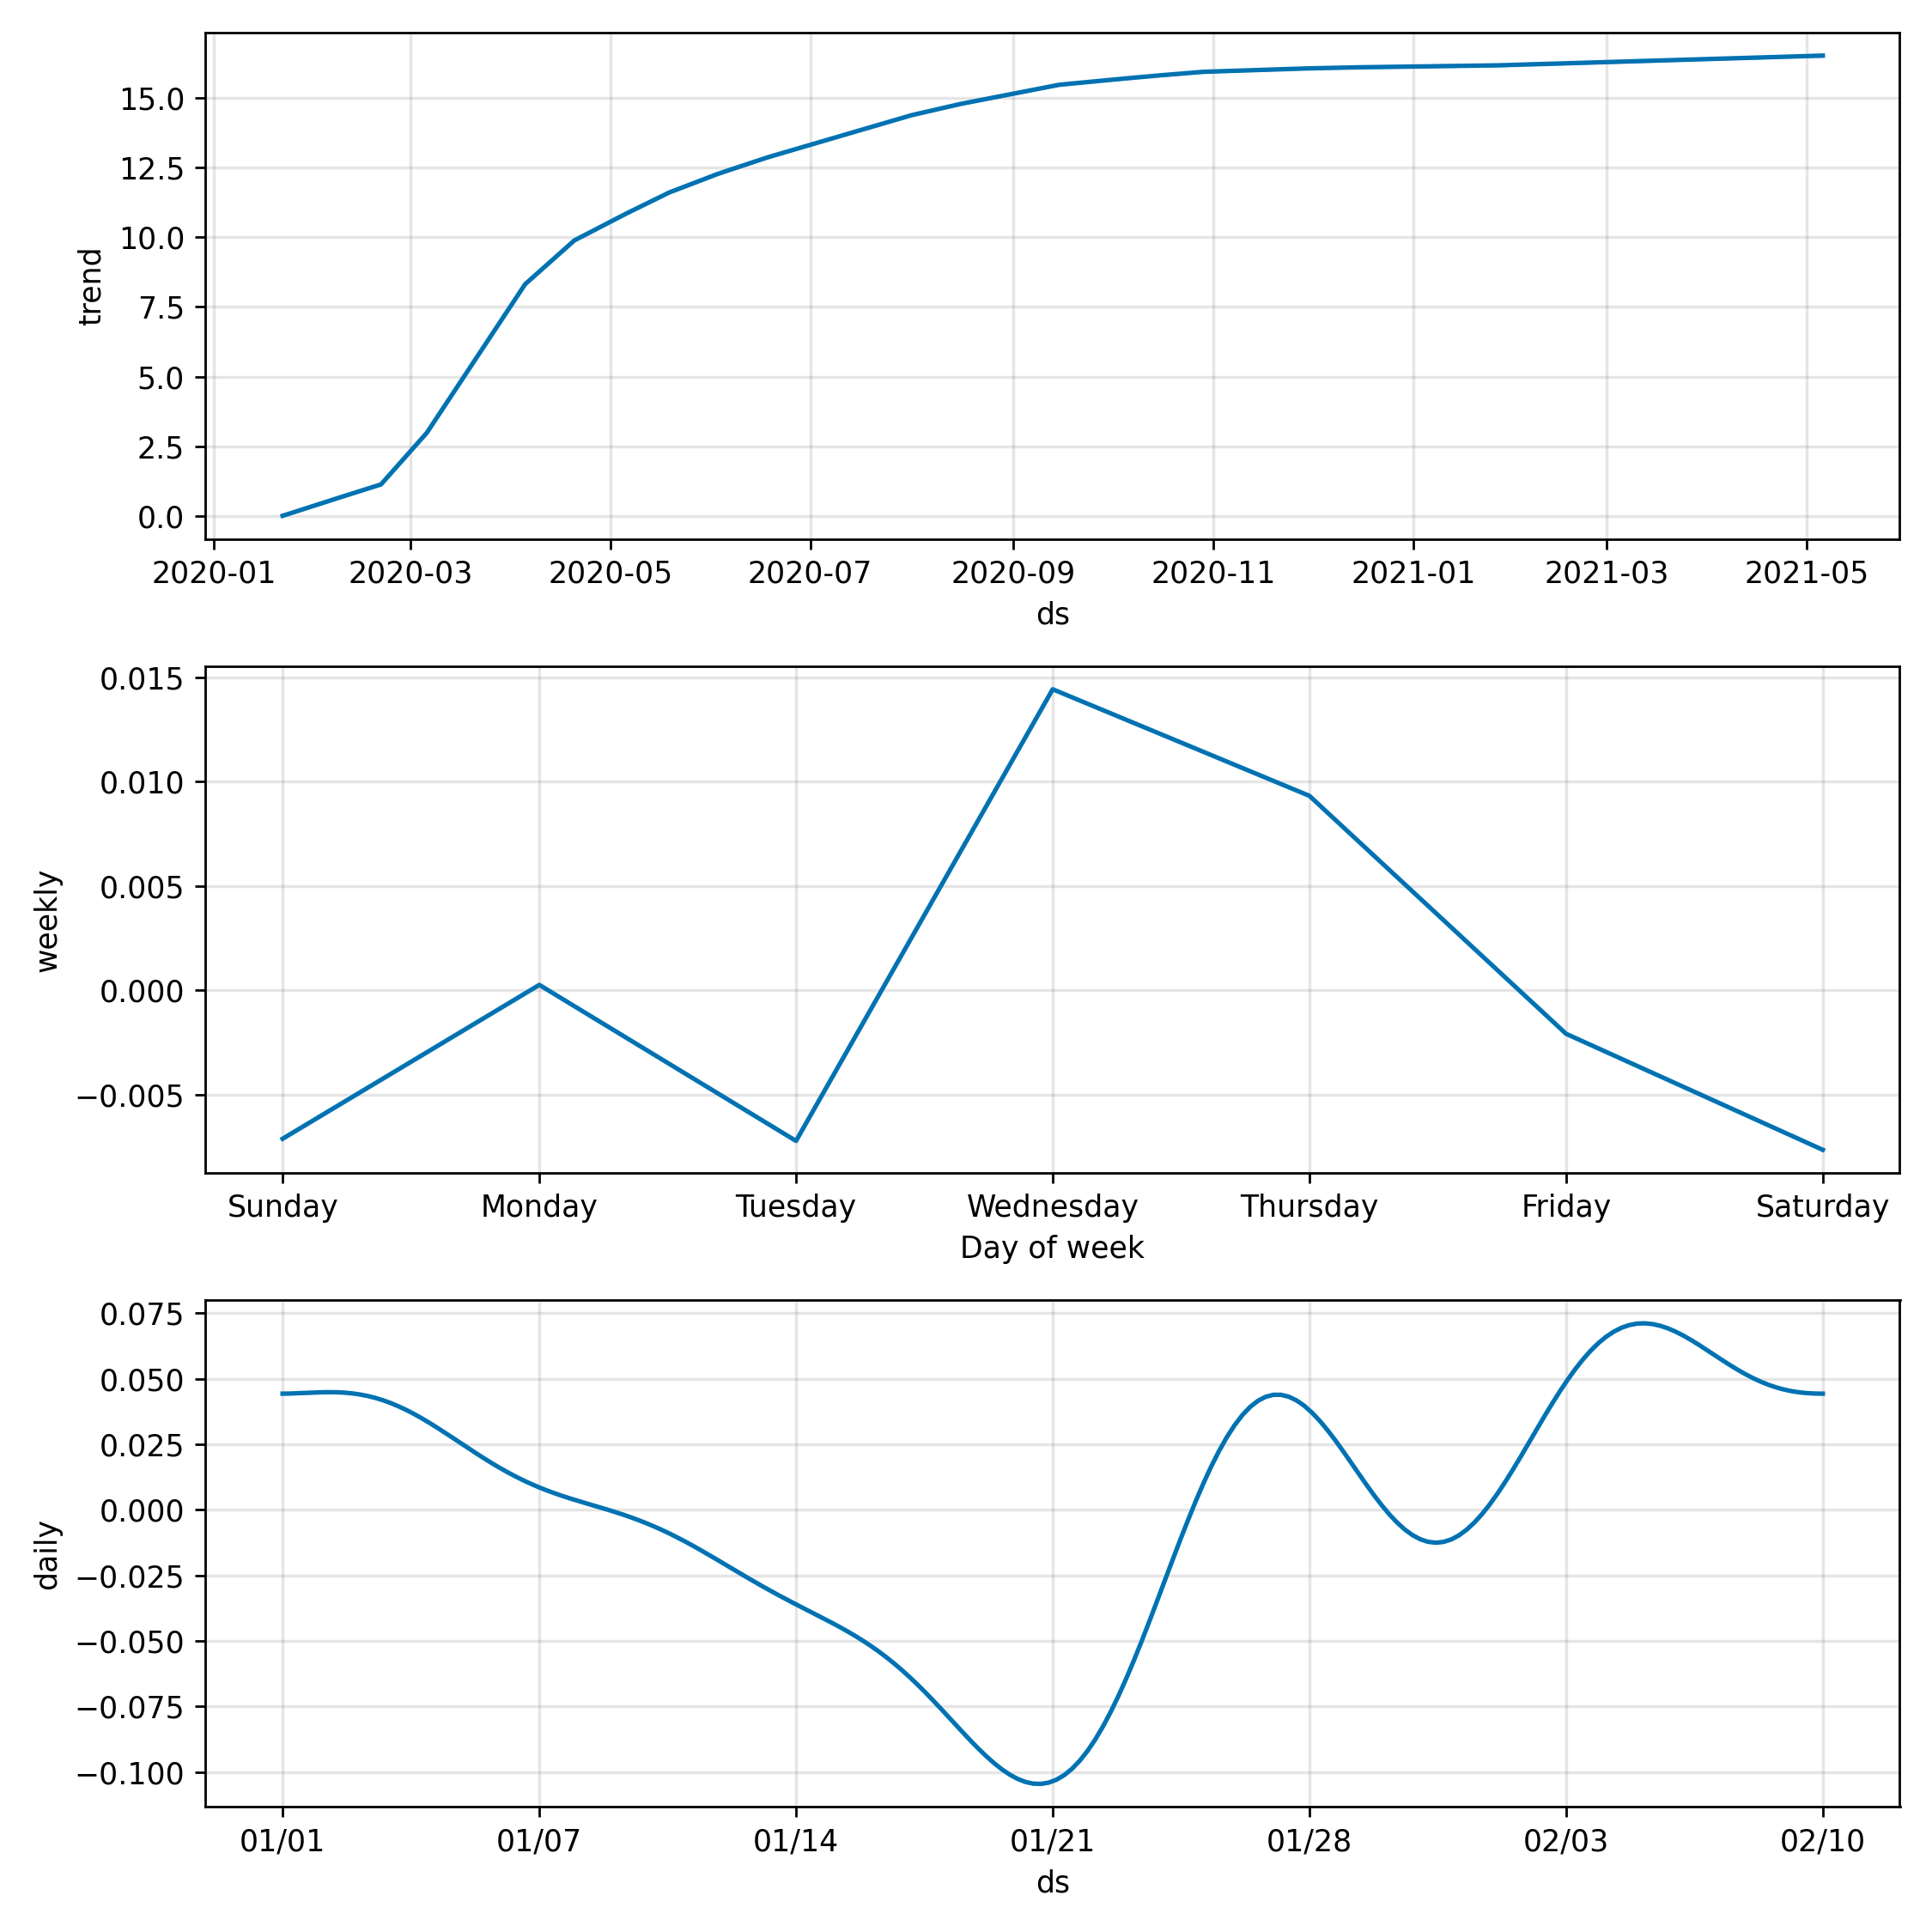 15.0
12.5
10.0
7.5
5.0
2.5
0.0
trend
2020-01 2020-03 2020-05 2020-07 2020-09 2020-11 2021-01 2021-03 2021-05
ds
0.015
0.010
0.005
0.000
−0.005
weekly
Sunday Monday Tuesday Wednesday Thursday Friday Saturday
Day of week
0.075
0.050
0.025
0.000
−0.025
−0.050
−0.075
−0.100
daily
01/01 01/07 01/14 01/21 01/28 02/03 02/10
ds